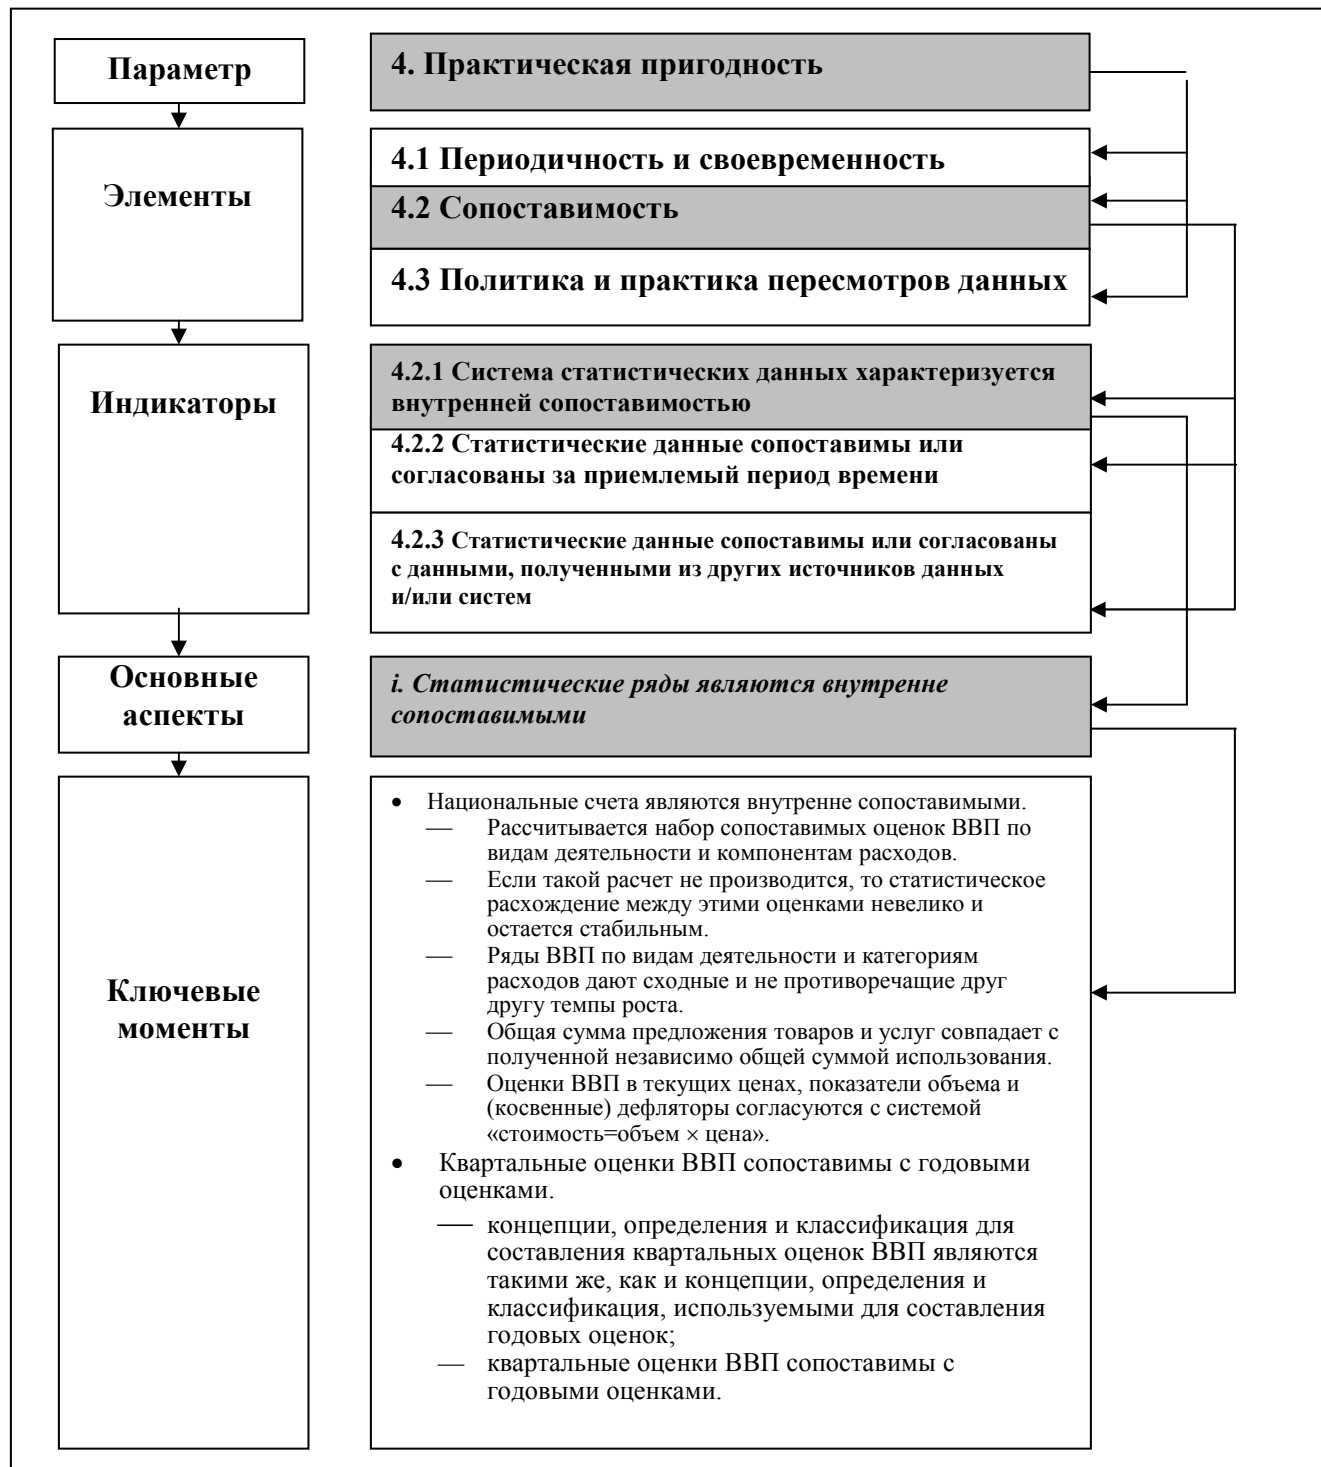 Параметр
4. Практическая пригодность
Элементы
4.1 Периодичность и своевременность
4.2 Сопоставимость
4.3 Политика и практика пересмотров данных
Индикаторы
4.2.1 Система статистических данных характеризуется
внутренней сопоставимостью
4.2.2 Статистические данные сопоставимы или
согласованы за приемлемый период времени
4.2.3 Статистические данные сопоставимы или согласованы
с данными, полученными из других источников данных
и/или систем
Основные
аспекты
i. Статистические ряды являются внутренне
сопоставимыми
Ключевые
моменты
• Национальные счета являются внутренне сопоставимыми.
— Рассчитывается набор сопоставимых оценок ВВП по
видам деятельности и компонентам расходов.
— Если такой расчет не производится, то статистическое
расхождение между этими оценками невелико и
остается стабильным.
— Ряды ВВП по видам деятельности и категориям
расходов дают сходные и не противоречащие друг
другу темпы роста.
— Общая сумма предложения товаров и услуг совпадает с
полученной независимо общей суммой использования.
— Оценки ВВП в текущих ценах, показатели объема и
(косвенные) дефляторы согласуются с системой
«стоимость=объем × цена».
• Квартальные оценки ВВП сопоставимы с годовыми
оценками.
— концепции, определения и классификация для
составления квартальных оценок ВВП являются
такими же, как и концепции, определения и
классификация, используемыми для составления
годовых оценок;
— квартальные оценки ВВП сопоставимы с
годовыми оценками.